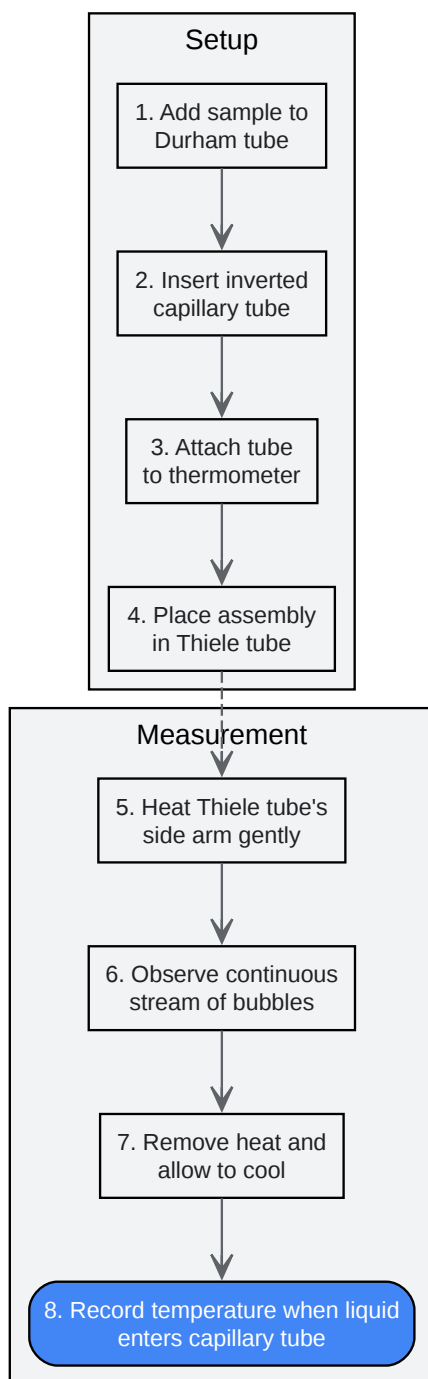 Setup
1. Add sample to
Durham tube
2. Insert inverted
capillary tube
3. Attach tube
to thermometer
4. Place assembly
in Thiele tube
Measurement
5. Heat Thiele tube's
side arm gently
6. Observe continuous
stream of bubbles
7. Remove heat and
allow to cool
8. Record temperature when liquid
enters capillary tube